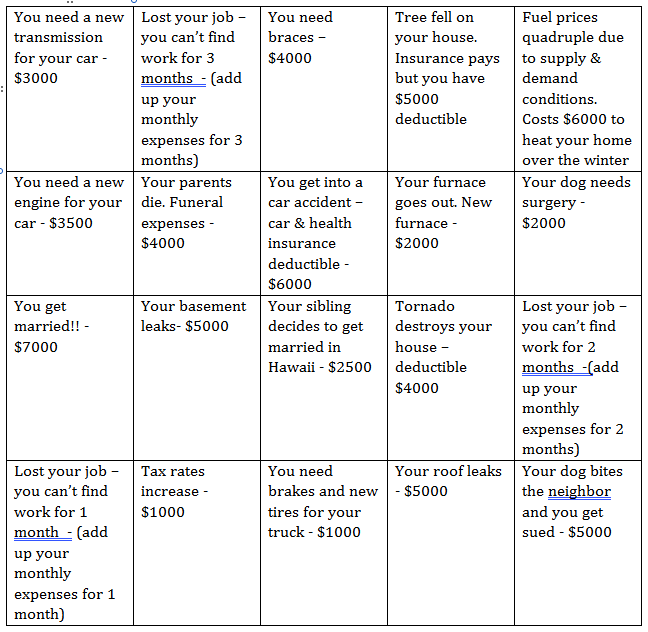 You need a new
transmission
for your car -
$3000
Lost your job –
you can't find
work for 3
months - (add
up your
monthly
expenses for 3
months)
You need
braces –
$4000
Tree fell on
your house.
Insurance pays
but you have
$5000
deductible
Fuel prices
quadruple due
to supply &
demand
conditions.
Costs $6000 to
heat your home
over the winter
You need a new
engine for your
car - $3500
Your parents
die. Funeral
expenses -
$4000
You get into a
car accident –
car & health
insurance
deductible -
$6000
Your furnace
goes out. New
furnace -
$2000
Your dog needs
surgery -
$2000
You get
married!! -
$7000
Your basement
leaks- $5000
Your sibling
decides to get
married in
Hawaii - $2500
Tornado
destroys your
house –
deductible
$4000
Lost your job –
you can't find
work for 2
months -(add
up your
monthly
expenses for 2
months)
Lost your job –
you can't find
work for 1
month - (add
up your
monthly
expenses for 1
month)
Tax rates
increase -
$1000
You need
brakes and new
tires for your
truck - $1000
Your roof leaks
- $5000
Your dog bites
the neighbor
and you get
sued - $5000